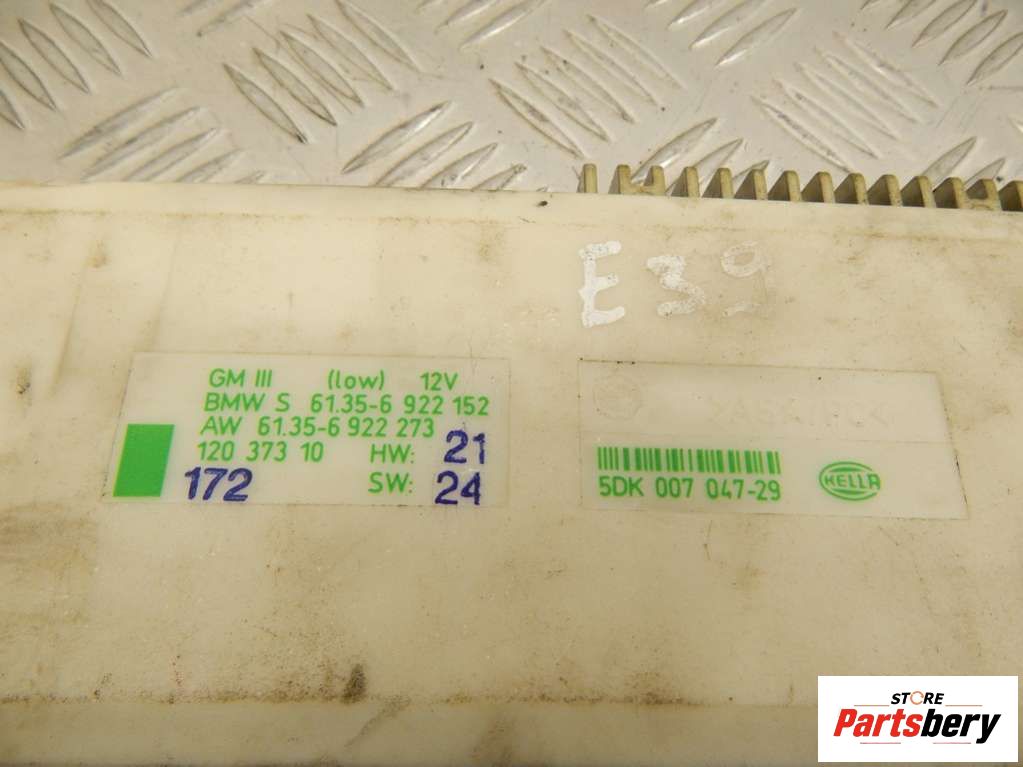 E39
GM III (low) 12V
BMW S 61.35-6 922 152
AW 61.35-6 922 273
120 373 10 HW: 21
172 SW: 24
5DK 007 047-29
HELLA
STORE
Partsbery